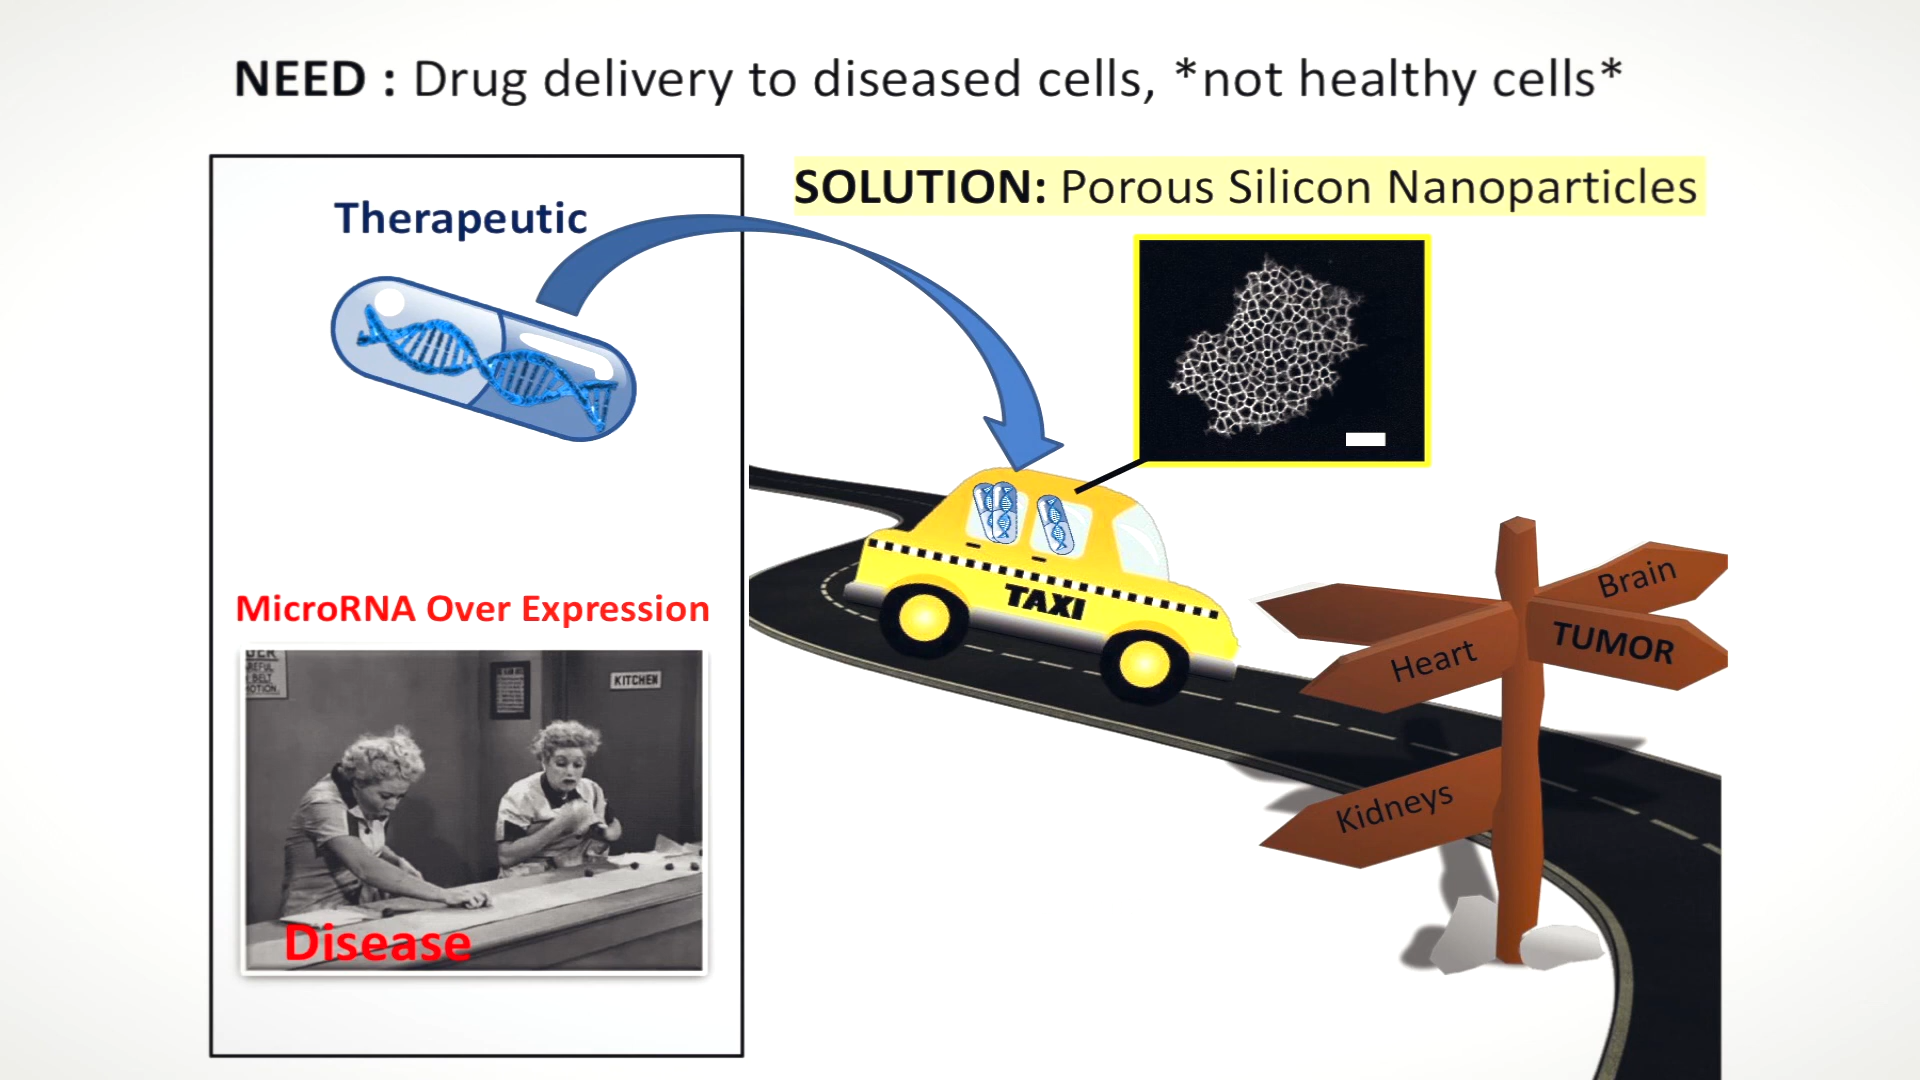 NEED : Drug delivery to diseased cells, *not healthy cells*
SOLUTION: Porous Silicon Nanoparticles
Therapeutic
MicroRNA Over Expression
BELT
KITCHEN
Disease
TAXI
Brain
TUMOR
Heart
Kidneys